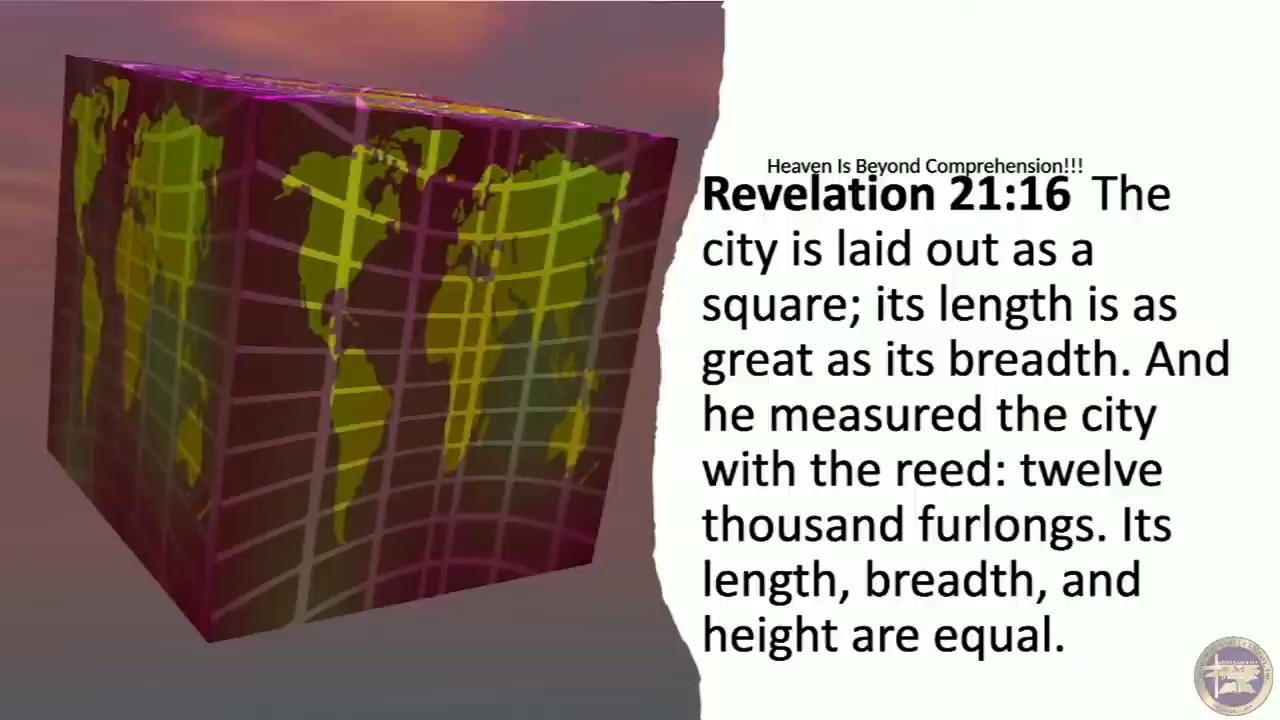 Heaven Is Beyond Comprehension!!!
Revelation 21:16 The
city is laid out as a
square; its length is as
great as its breadth. And
he measured the city
with the reed: twelve
thousand furlongs. Its
length, breadth, and
height are equal.